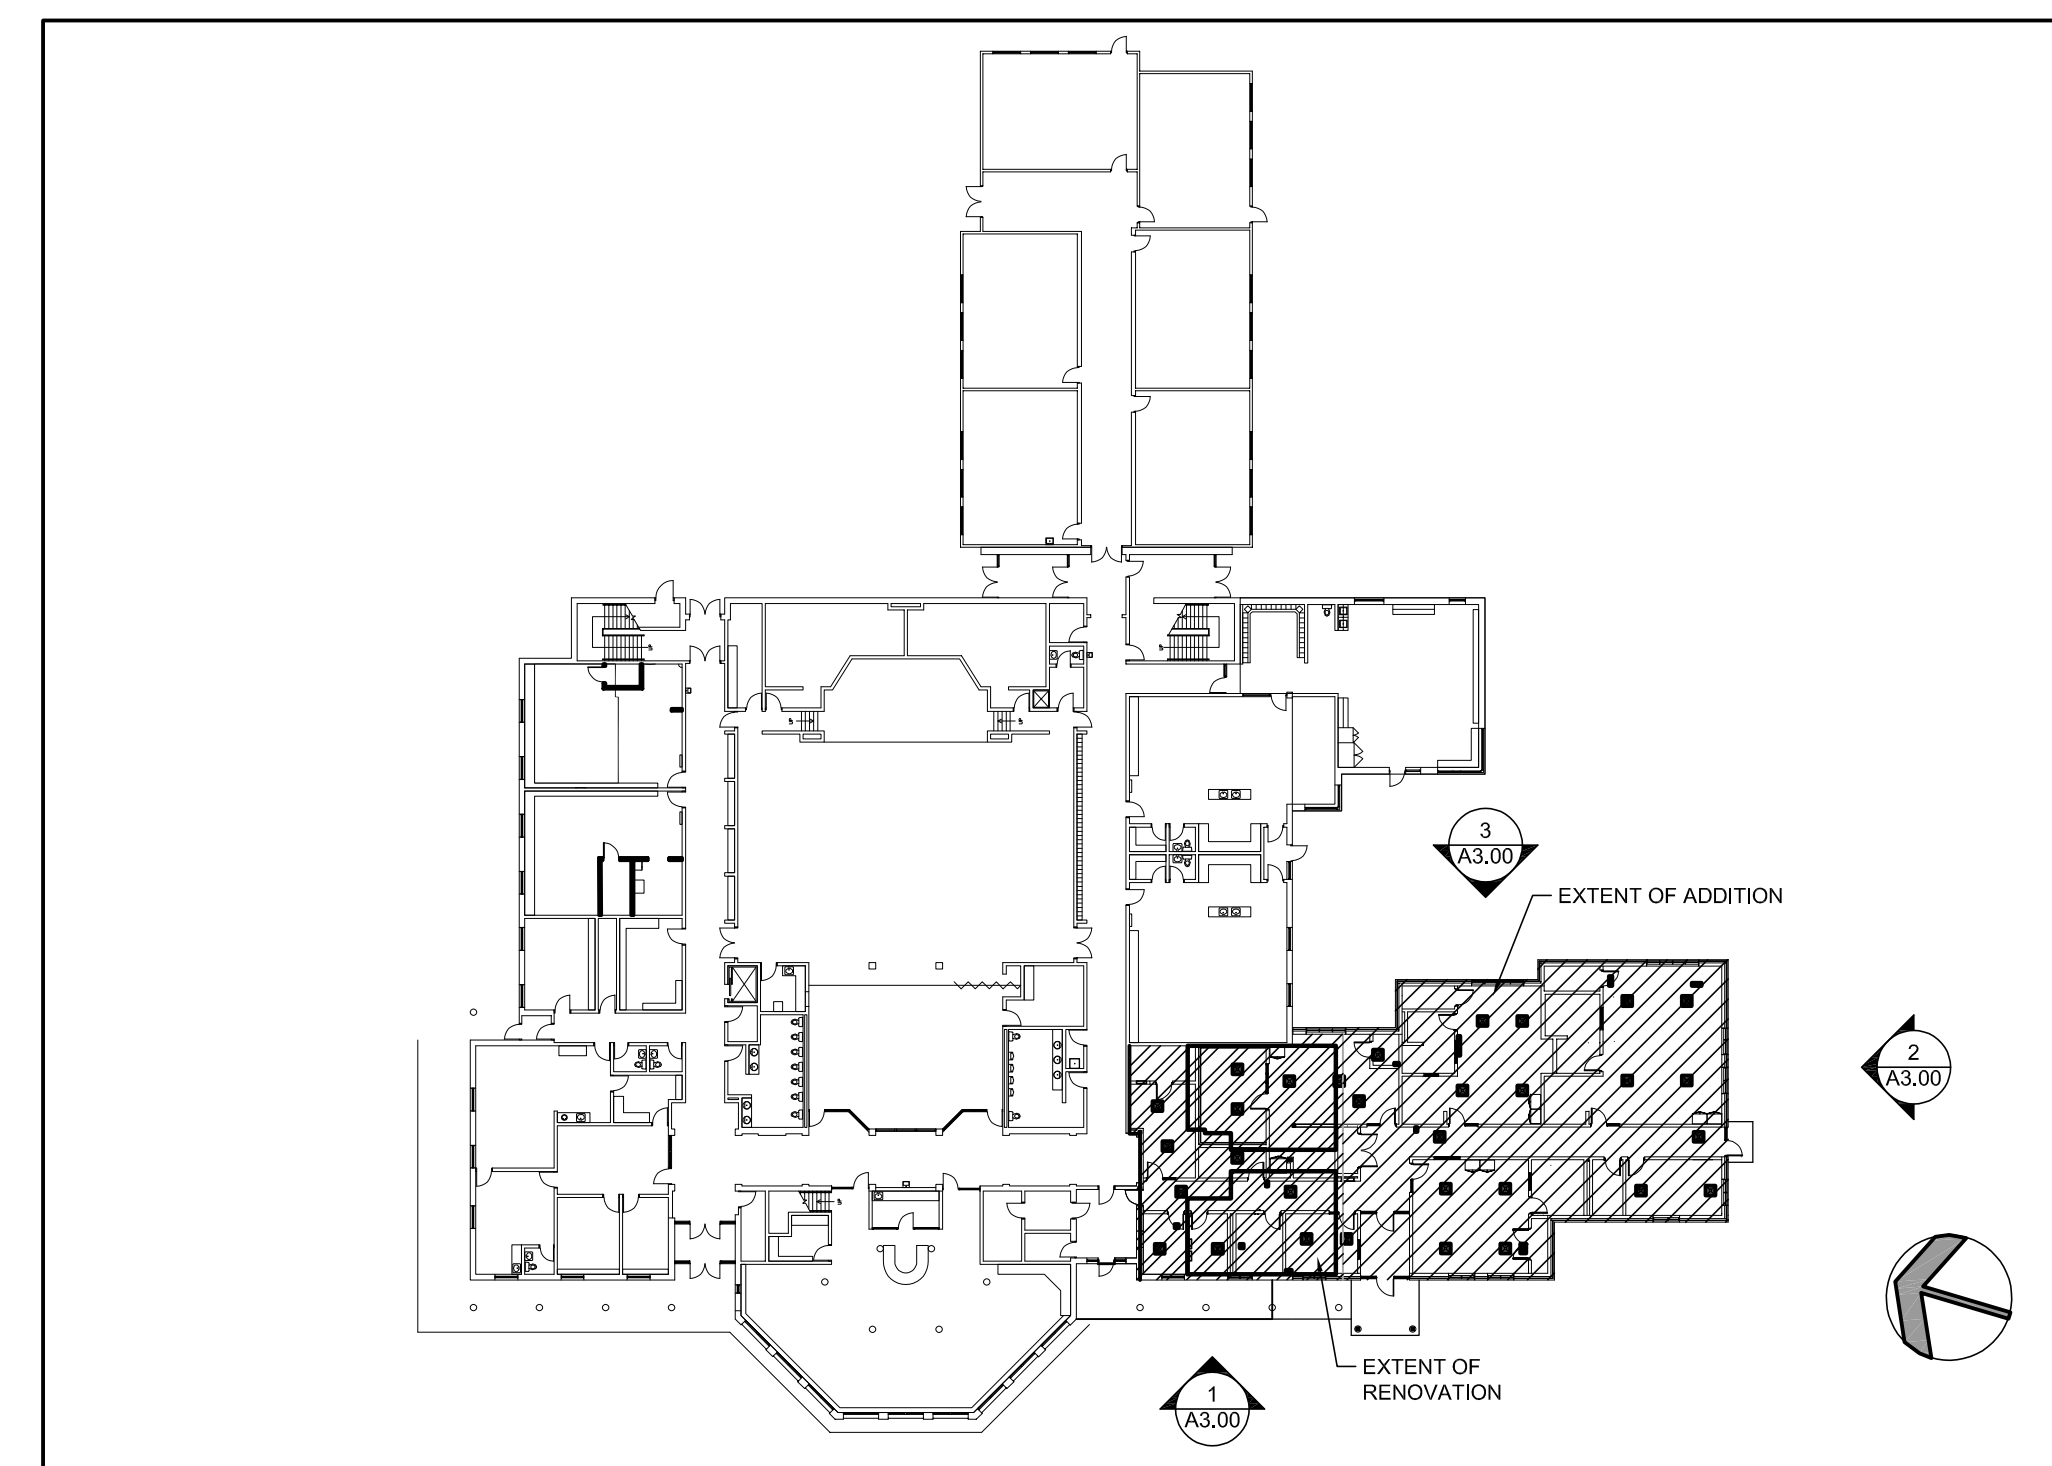 3
A3.00
EXTENT OF ADDITION
2
A3.00
EXTENT OF
RENOVATION
1
A3.00